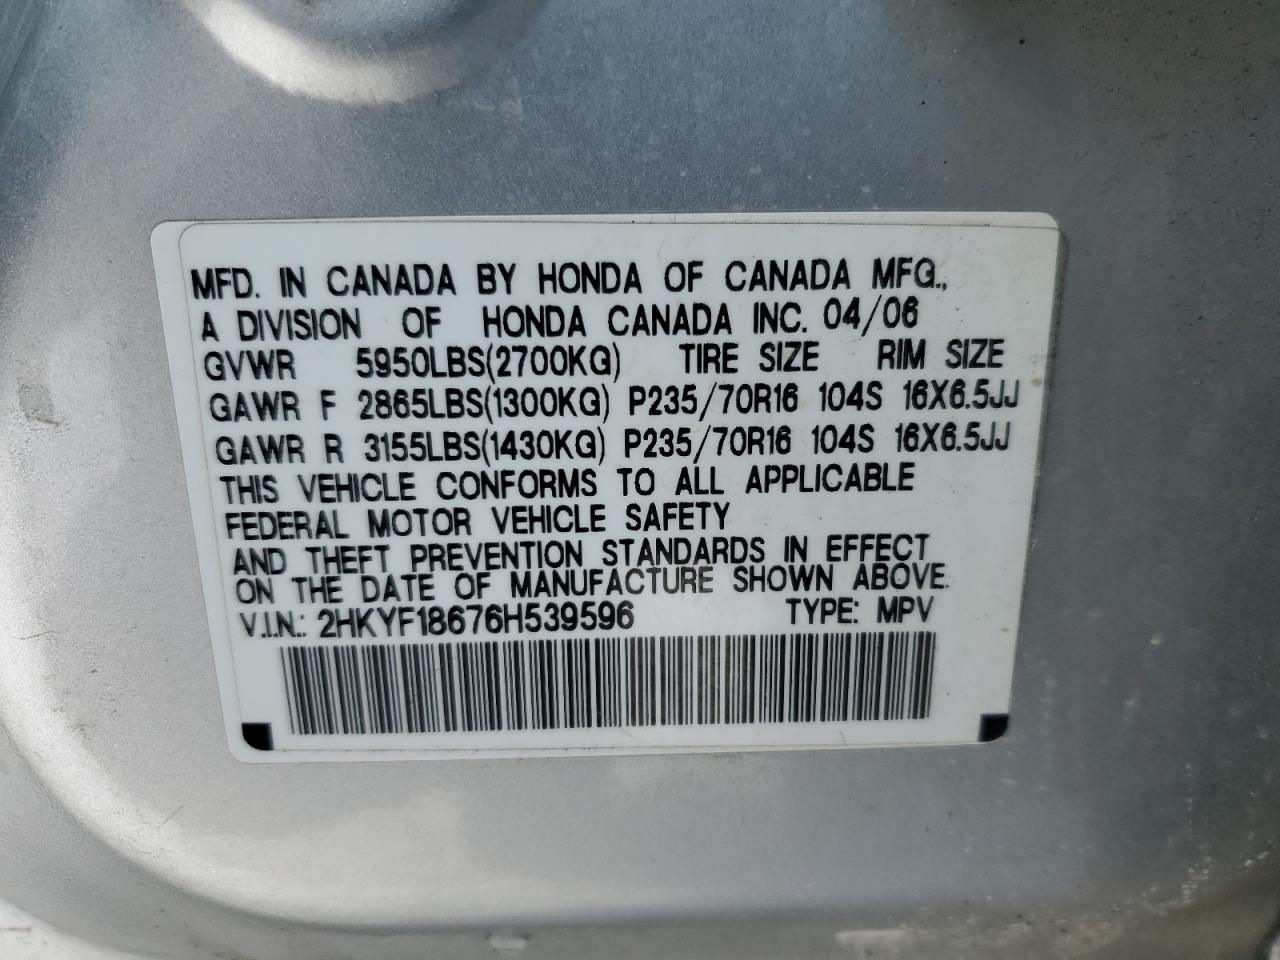 MFD. IN CANADA BY HONDA OF CANADA MFG.,
A DIVISION OF HONDA CANADA INC. 04/06
GVWR 5950LBS(2700KG) TIRE SIZE RIM SIZE
GAWR F 2865LBS(1300KG) P235/70R16 104S 16X6.5JJ
GAWR R 3155LBS(1430KG) P235/70R16 104S 16X6.5JJ
THIS VEHICLE CONFORMS TO ALL APPLICABLE
FEDERAL MOTOR VEHICLE SAFETY
AND THEFT PREVENTION STANDARDS IN EFFECT
ON THE DATE OF MANUFACTURE SHOWN ABOVE.
V.I.N.: 2HKYF18676H539596 TYPE: MPV